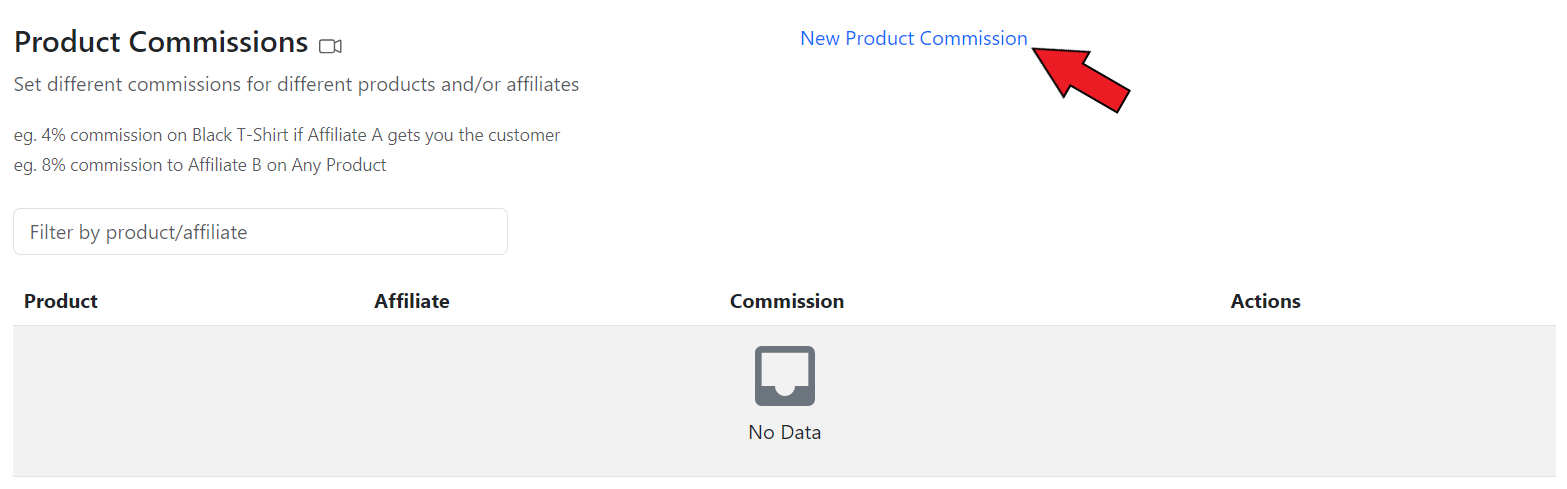 Product Commissions
New Product Commission
Set different commissions for different products and/or affiliates
eg. 4% commission on Black T-Shirt if Affiliate A gets you the customer
eg. 8% commission to Affiliate B on Any Product
Filter by product/affiliate
Product Affiliate Commission Actions
No Data